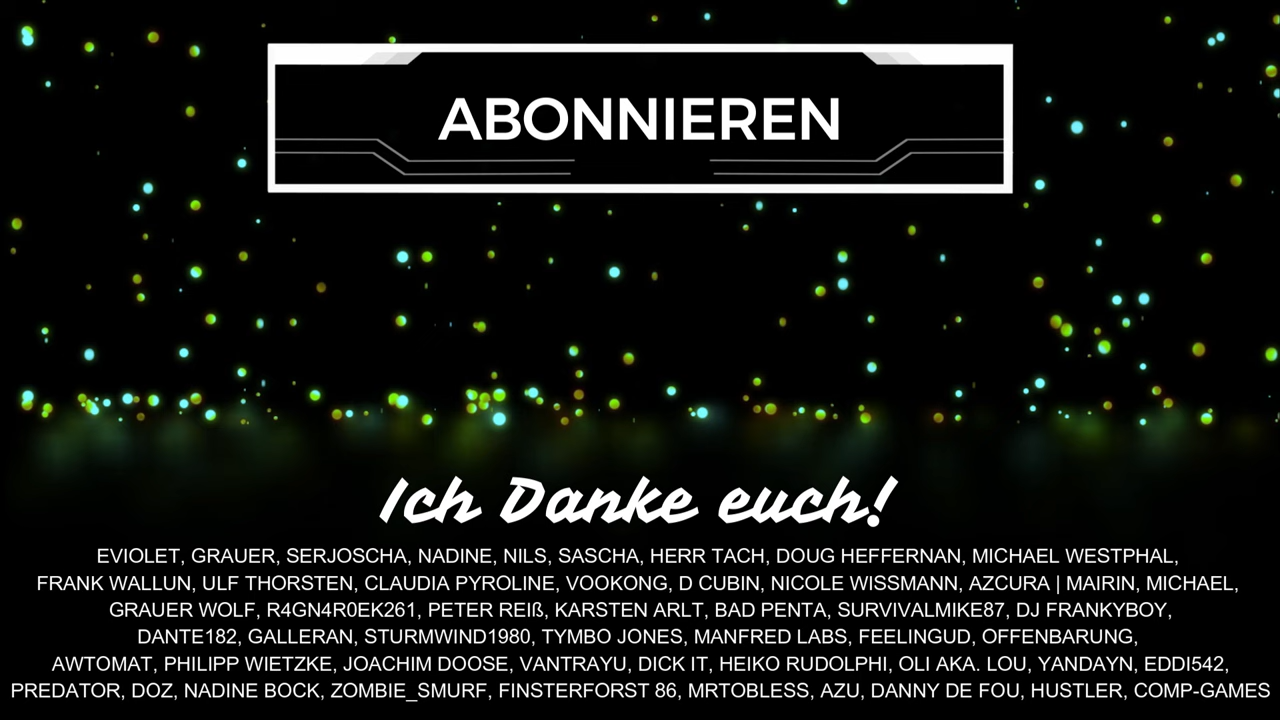 ABONNIEREN
Ich Danke euch!
EVIOLET, GRAUER, SERJOSCHA, NADINE, NILS, SASCHA, HERR TACH, DOUG HEFFERNAN, MICHAEL WESTPHAL,
FRANK WALLUN, ULF THORSTEN, CLAUDIA PYROLINE, VOOKONG, D CUBIN, NICOLE WISSMANN, AZCURA | MAIRIN, MICHAEL,
GRAUER WOLF, R4GN4R0EK261, PETER REIß, KARSTEN ARLT, BAD PENTA, SURVIVALMIKE87, DJ FRANKYBOY,
DANTE182, GALLERAN, STURMWIND1980, TYMBO JONES, MANFRED LABS, FEELINGUD, OFFENBARUNG,
AWTOMAT, PHILIPP WIETZKE, JOACHIM DOOSE, VANTRAYU, DICK IT, HEIKO RUDOLPHI, OLI AKA. LOU, YANDAYN, EDDI542,
PREDATOR, DOZ, NADINE BOCK, ZOMBIE_SMURF, FINSTERFORST 86, MRTOBLESS, AZU, DANNY DE FOU, HUSTLER, COMP-GAMES